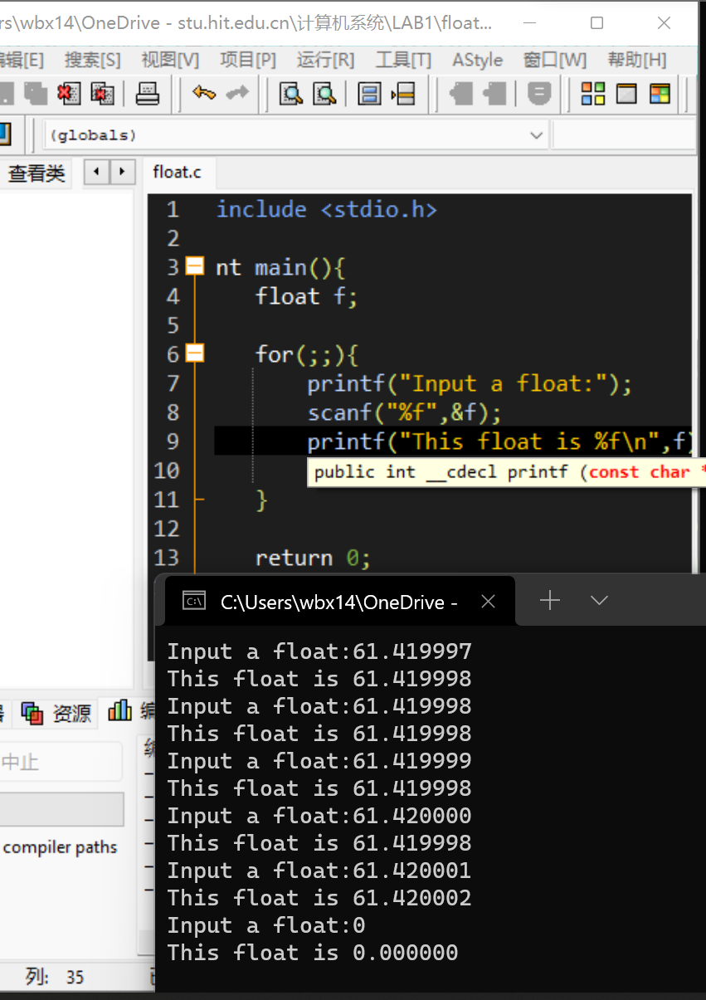 rs\wbx14\OneDrive - stu.hit.edu.cn\计算机系统\LAB1\float...
编辑[E] 搜索[S] 视图[V] 项目[P] 运行[R] 工具[T] AStyle 窗口[W] 帮助[H]
(globals)
查看类 float.c
1 include <stdio.h>
2
3 nt main(){
4 float f;
5
6 for(;;){
7 printf("Input a float:");
8 scanf("%f",&f);
9 printf("This float is %f\n",f)
10 public int __cdecl printf (const char *
11 }
12
13 return 0;
C:\Users\wbx14\OneDrive -
Input a float:61.419997
This float is 61.419998
Input a float:61.419998
This float is 61.419998
Input a float:61.419999
This float is 61.419998
Input a float:61.420000
This float is 61.419998
Input a float:61.420001
This float is 61.420002
Input a float:0
This float is 0.000000
资源 编
中止
compiler paths
列: 35